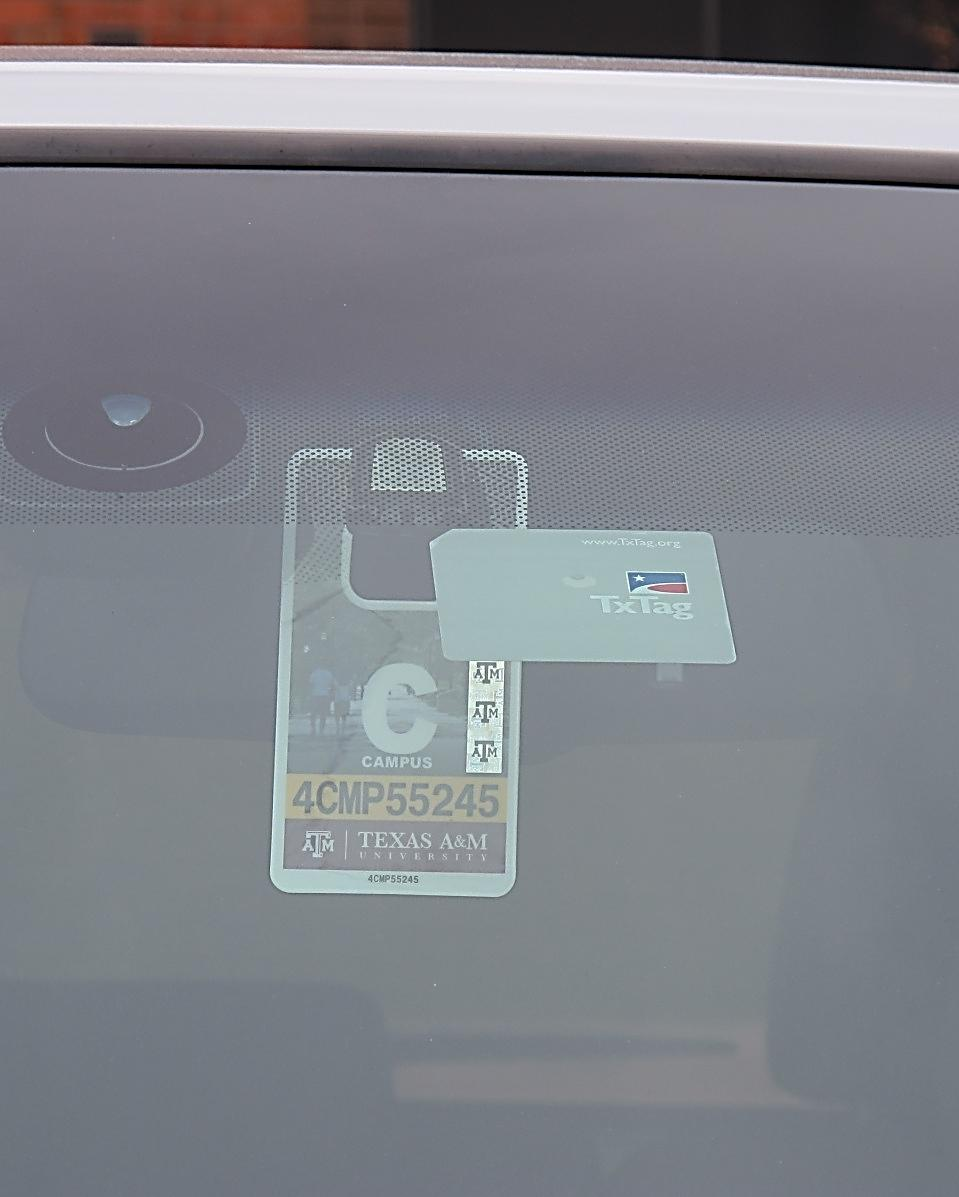 www.TxTag.org
TxTag
C
CAMPUS
ATM
ATM
ATM
4CMP55245
ATM
TEXAS A&M
UNIVERSITY
4CMP55245